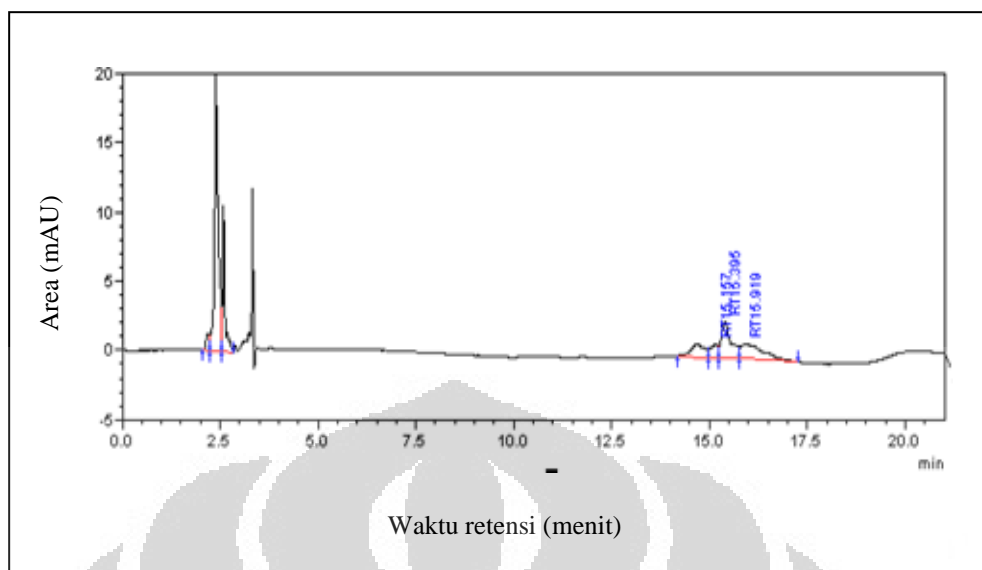 20
15
10
5
0
-5
Area (mAU)
RT15.157
RT15.395
RT15.919
0.0 2.5 5.0 7.5 10.0 12.5 15.0 17.5 20.0
min
Waktu retensi (menit)